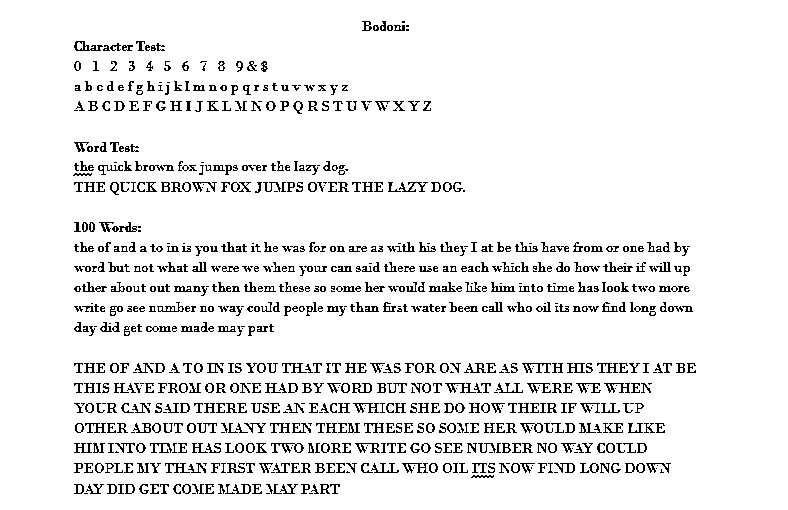 Bodoni:
Character Test:
0 1 2 3 4 5 6 7 8 9 & $
a b c d e f g h i j k l m n o p q r s t u v w x y z
A B C D E F G H I J K L M N O P Q R S T U V W X Y Z
Word Test:
the quick brown fox jumps over the lazy dog.
THE QUICK BROWN FOX JUMPS OVER THE LAZY DOG.
100 Words:
the of and a to in is you that it he was for on are as with his they I at be this have from or one had by
word but not what all were we when your can said there use an each which she do how their if will up
other about out many then them these so some her would make like him into time has look two more
write go see number no way could people my than first water been call who oil its now find long down
day did get come made may part
THE OF AND A TO IN IS YOU THAT IT HE WAS FOR ON ARE AS WITH HIS THEY I AT BE
THIS HAVE FROM OR ONE HAD BY WORD BUT NOT WHAT ALL WERE WE WHEN
YOUR CAN SAID THERE USE AN EACH WHICH SHE DO HOW THEIR IF WILL UP
OTHER ABOUT OUT MANY THEN THEM THESE SO SOME HER WOULD MAKE LIKE
HIM INTO TIME HAS LOOK TWO MORE WRITE GO SEE NUMBER NO WAY COULD
PEOPLE MY THAN FIRST WATER BEEN CALL WHO OIL ITS NOW FIND LONG DOWN
DAY DID GET COME MADE MAY PART